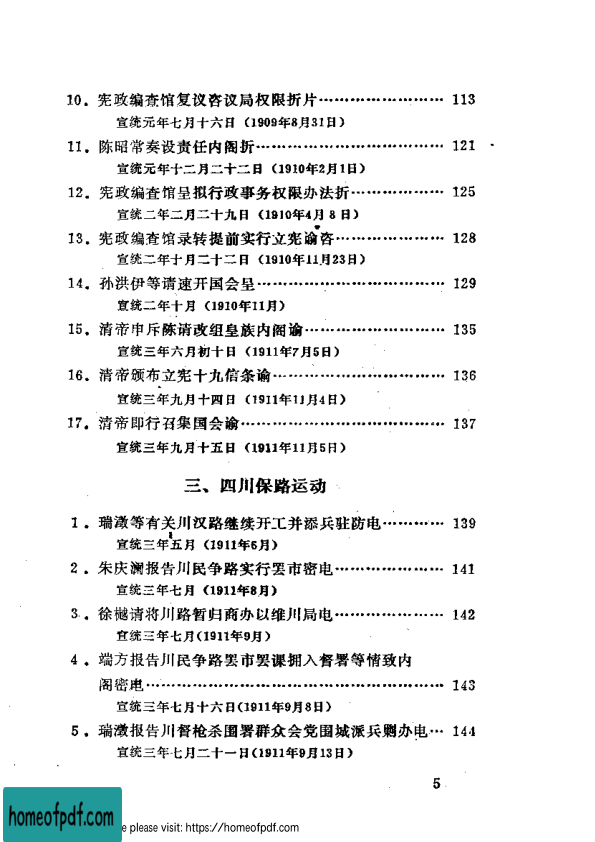 10．宪政编查馆复议咨议局权限折片…………………… 113
宣统元年七月十六日（1909年8月31日）
11．陈昭常奏设责任内阁折……………………………… 121
宣统元年十二月二十二日（1910年2月1日）
12．宪政编查馆呈拟行政事务权限办法折……………… 125
宣统二年二月二十九日（1910年4月8日）
13．宪政编查馆录转提前实行立宪谕咨………………… 128
宣统二年十月二十二日（1910年11月23日）
14．孙洪伊等请速开国会呈……………………………… 129
宣统二年十月（1910年11月）
15．清帝申斥陈请改组皇族内阁谕……………………… 135
宣统三年六月初十日（1911年7月5日）
16．清帝颁布立宪十九信条谕…………………………… 136
宣统三年九月十四日（1911年11月4日）
17．清帝即行召集国会谕………………………………… 137
宣统三年九月十五日（1911年11月5日）
三、四川保路运动
1．瑞澂等有关川汉路继续开工并添兵驻防电………… 139
宣统三年五月（1911年6月）
2．朱庆澜报告川民争路实行罢市密电………………… 141
宣统三年七月（1911年8月）
3．徐樾请将川路暂归商办以维川局电………………… 142
宣统三年七月(1911年9月)
4．端方报告川民争路罢市罢课拥入督署等情致内
阁密电…………………………………………………… 143
宣统三年七月十六日(1911年9月8日)
5．瑞澂报告川督枪杀围署群众会党围城派兵剿办电… 144
宣统三年七月二十一日(1911年9月13日)
5
homeofpdf.com
e please visit: https://homeofpdf.com